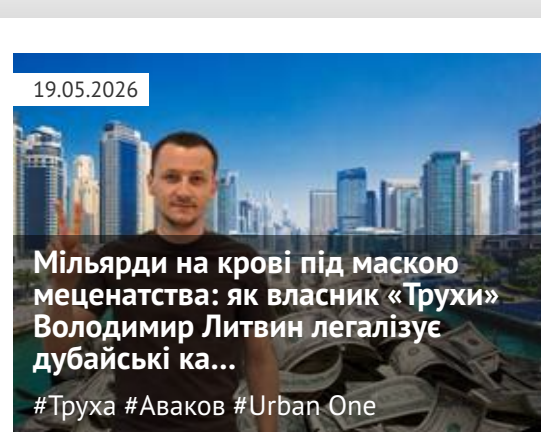 19.05.2026
Мільярди на крові під маскою
меценатства: як власник «Трухи»
Володимир Литвин легалізує
дубайські ка...
#Труха #Аваков #Urban One